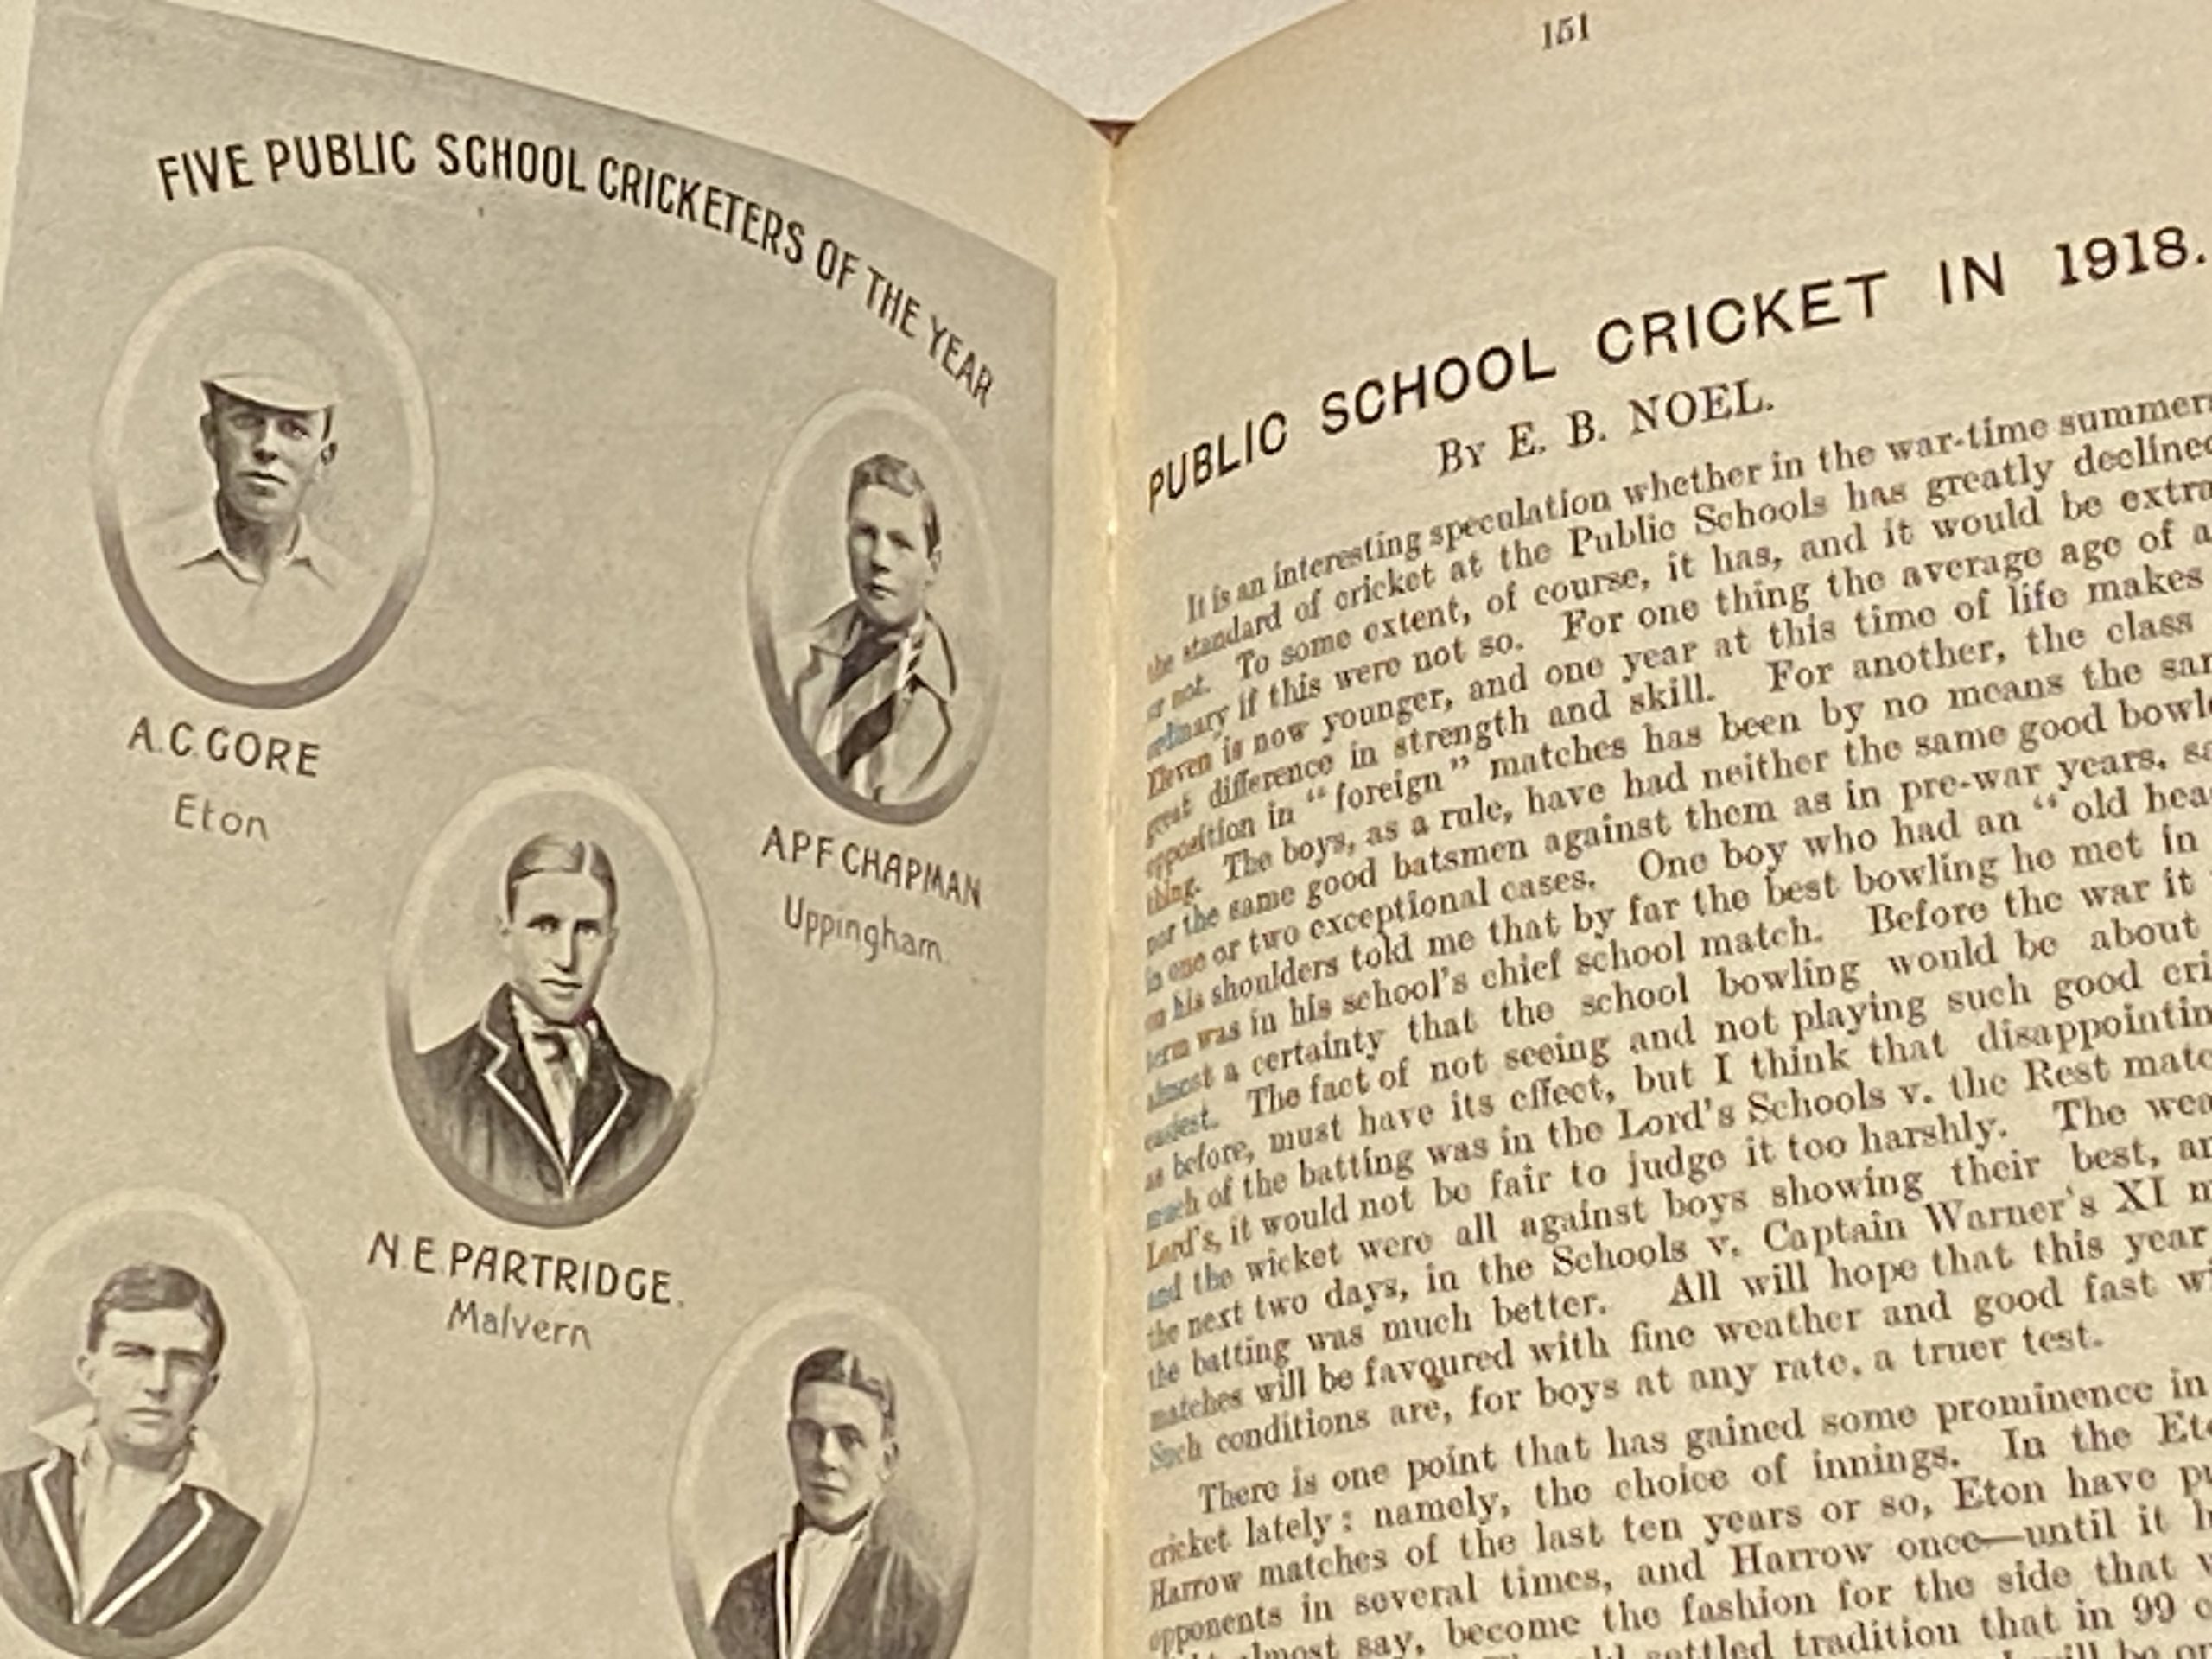 FIVE PUBLIC SCHOOL CRICKETERS OF THE YEAR
A.C.GORE
Eton
A P F CHAPMAN
Uppingham.
N.E.PARTRIDGE.
Malvern
151
PUBLIC SCHOOL CRICKET IN 1918.
By E. B. NOEL.
It is an interesting speculation whether in the war-time summers
the standard of cricket at the Public Schools has greatly declined
or not. To some extent, of course, it has, and it would be extra
ordinary if this were not so. For one thing the average age of a
Eleven is now younger, and one year at this time of life makes
great difference in strength and skill. For another, the class
opposition in "foreign" matches has been by no means the
thing. The boys, as a rule, have had neither the same good
nor the same good batsmen against them as in pre-war years,
in one or two exceptional cases. One boy who had an "old
on his shoulders told me that by far the best bowling he met in
term was in his school's chief school match. Before the war it
almost a certainty that the school bowling would be about
easiest. The fact of not seeing and not playing such good
as before, must have its effect, but I think that
much of the batting was in the Lord's Schools v. the Rest
Lord's, it would not be fair to judge it too harshly. The
and the wicket were all against boys showing their best,
the next two days, in the Schools v. Captain Warner's XI
the batting was much better. All will hope that this year
matches will be favoured with fine weather and good fast
Such conditions are, for boys at any rate, a truer test.
There is one point that has gained some prominence in
cricket lately: namely, the choice of innings. In the
Harrow matches of the last ten years or so, Eton have
opponents in several times, and Harrow once—until it
almost say, become the fashion for the side that
settled tradition that in 99
will be